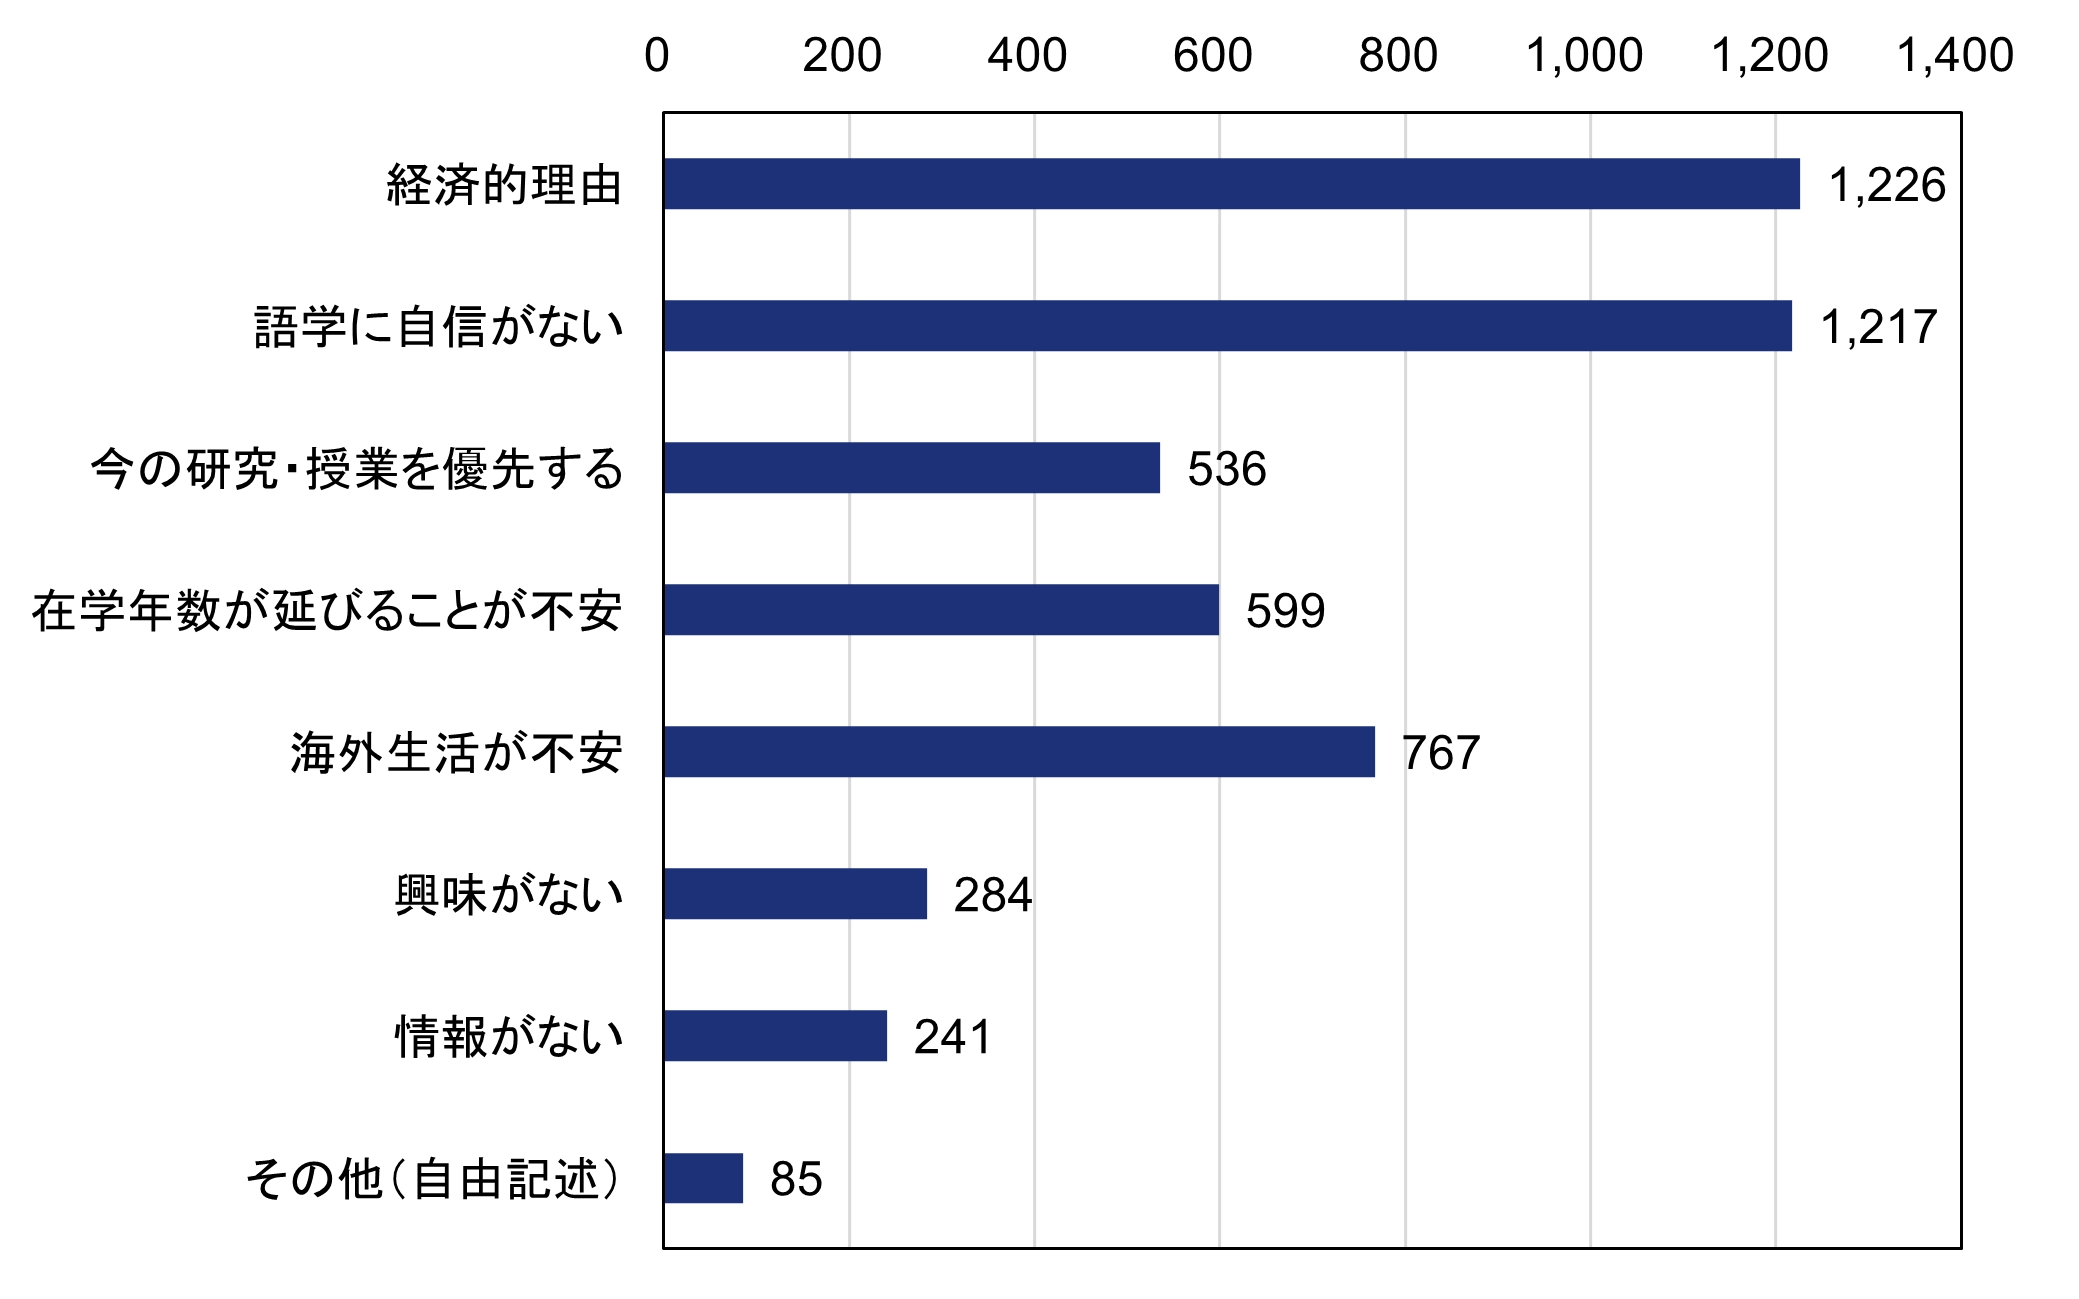 0 200 400 600 800 1,000 1,200 1,400
経済的理由 1,226
語学に自信がない 1,217
今の研究・授業を優先する 536
在学年数が延びることが不安 599
海外生活が不安 767
興味がない 284
情報がない 241
その他（自由記述） 85